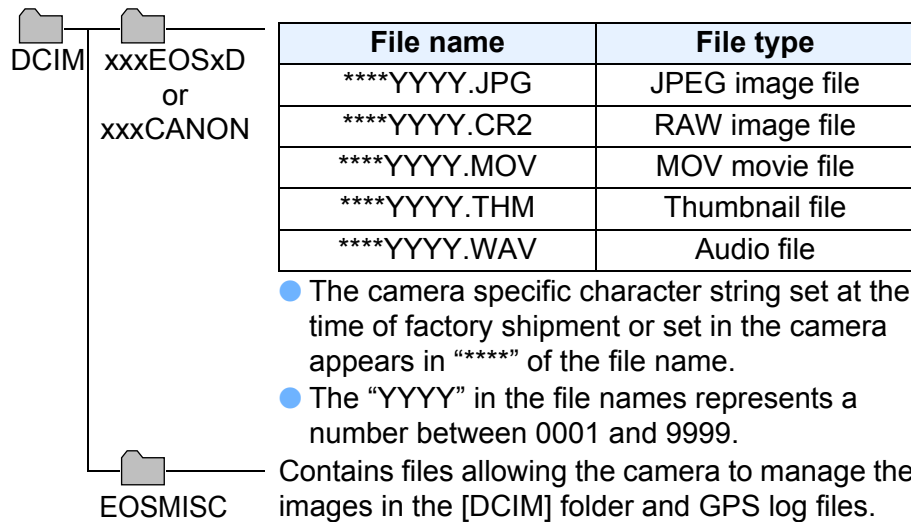 DCIM
xxxEOSxD
or
xxxCANON
File name File type
****YYYY.JPG JPEG image file
****YYYY.CR2 RAW image file
****YYYY.MOV MOV movie file
****YYYY.THM Thumbnail file
****YYYY.WAV Audio file
● The camera specific character string set at the
time of factory shipment or set in the camera
appears in “****” of the file name.
● The “YYYY” in the file names represents a
number between 0001 and 9999.
EOSMISC
Contains files allowing the camera to manage the
images in the [DCIM] folder and GPS log files.